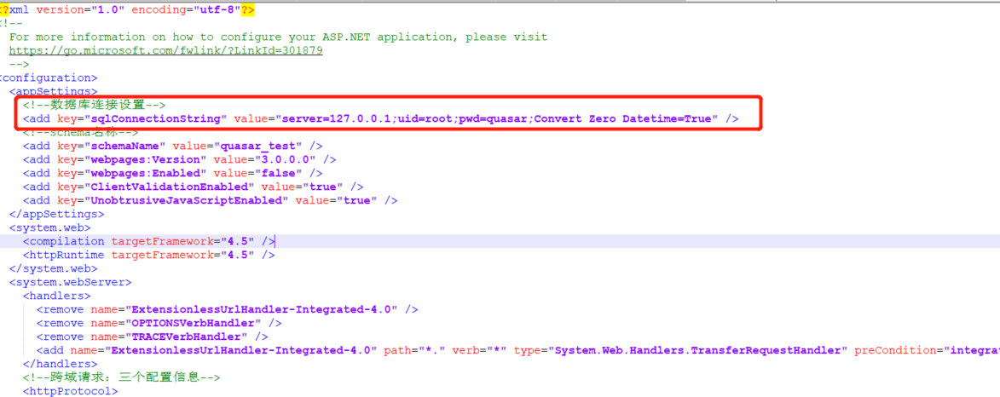 <?xml version="1.0" encoding="utf-8"?>
<!--
For more information on how to configure your ASP.NET application, please visit
https://go.microsoft.com/fwlink/?LinkId=301879
-->
<configuration>
<appSettings>
<!--数据库连接设置-->
<add key="sqlConnectionString" value="server=127.0.0.1;uid=root;pwd=quasar;Convert Zero Datetime=True" />
<!--schema名称-->
<add key="schemaName" value="quasar_test" />
<add key="webpages:Version" value="3.0.0.0" />
<add key="webpages:Enabled" value="false" />
<add key="ClientValidationEnabled" value="true" />
<add key="UnobtrusiveJavaScriptEnabled" value="true" />
</appSettings>
<system.web>
<compilation targetFramework="4.5" />
<httpRuntime targetFramework="4.5" />
</system.web>
<system.webServer>
<handlers>
<remove name="ExtensionlessUrlHandler-Integrated-4.0" />
<remove name="OPTIONSVerbHandler" />
<remove name="TRACEVerbHandler" />
<add name="ExtensionlessUrlHandler-Integrated-4.0" path="*." verb="*" type="System.Web.Handlers.TransferRequestHandler" preCondition="integra
</handlers>
<!--跨域请求: 三个配置信息-->
<httpProtocol>